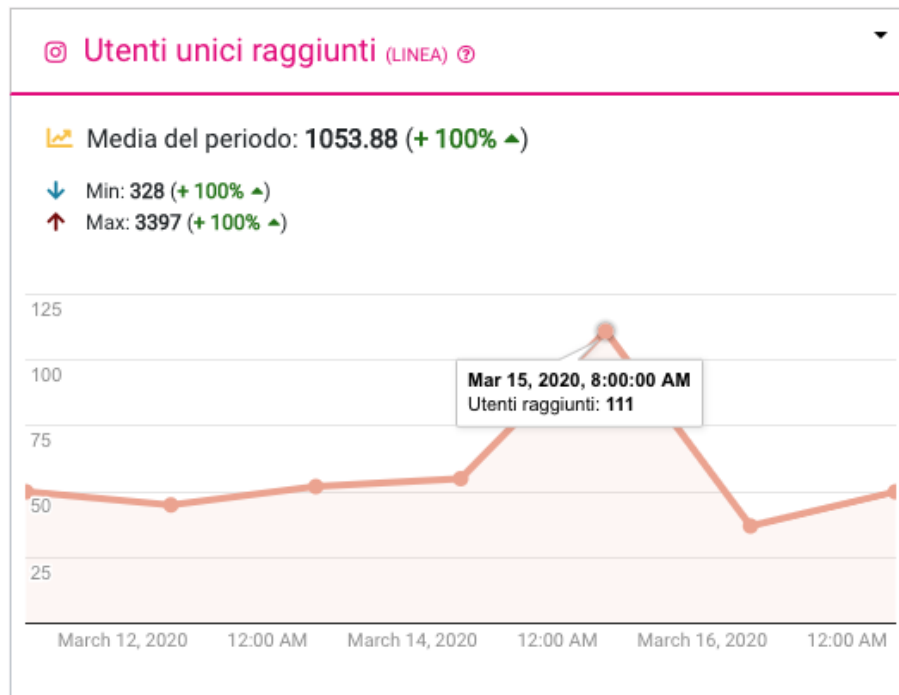 Utenti unici raggiunti (LINEA)
Media del periodo: 1053.88 (+ 100% ▲)
Min: 328 (+ 100% ▲)
Max: 3397 (+ 100% ▲)
125
100
Mar 15, 2020, 8:00:00 AM
Utenti raggiunti: 111
75
50
25
March 12, 2020 12:00 AM March 14, 2020 12:00 AM March 16, 2020 12:00 AM